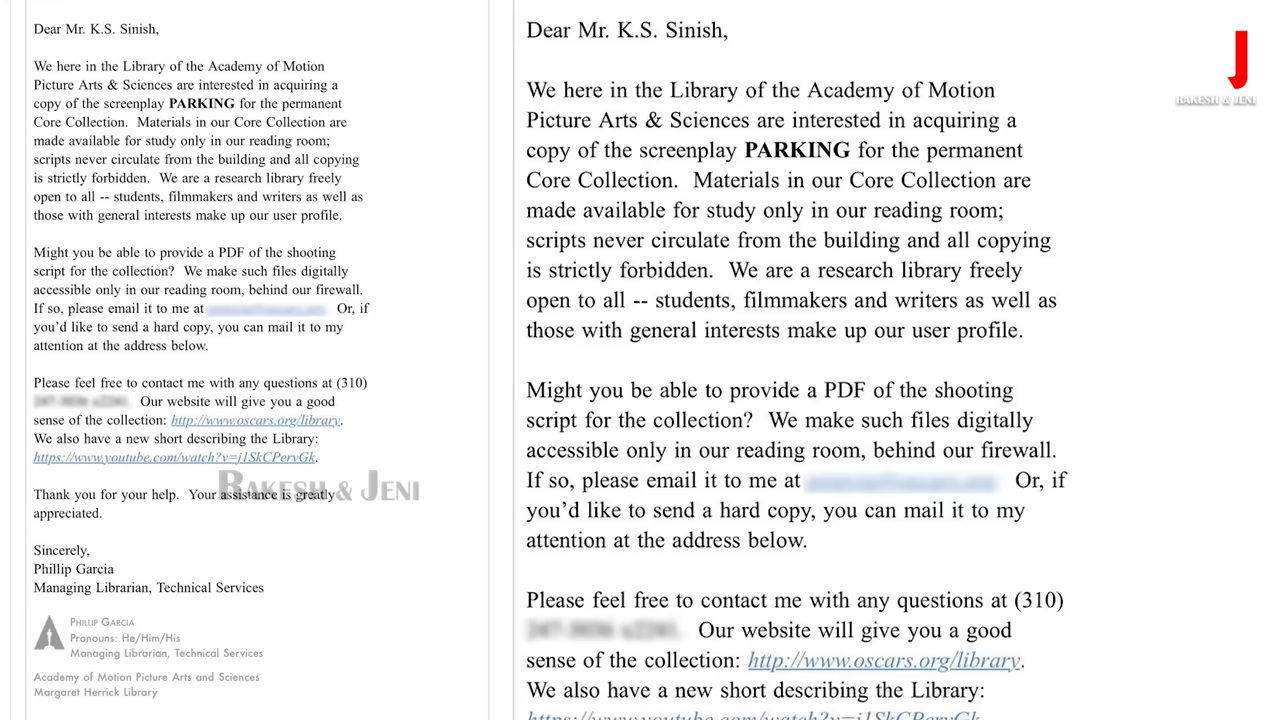 Dear Mr. K.S. Sinish,
We here in the Library of the Academy of Motion
Picture Arts & Sciences are interested in acquiring a
copy of the screenplay PARKING for the permanent
Core Collection.  Materials in our Core Collection are
made available for study only in our reading room;
scripts never circulate from the building and all copying
is strictly forbidden.  We are a research library freely
open to all -- students, filmmakers and writers as well as
those with general interests make up our user profile.
Might you be able to provide a PDF of the shooting
script for the collection?  We make such files digitally
accessible only in our reading room, behind our firewall.
If so, please email it to me at Or, if
you'd like to send a hard copy, you can mail it to my
attention at the address below.
Please feel free to contact me with any questions at (310)
Our website will give you a good
sense of the collection: http://www.oscars.org/library.
We also have a new short describing the Library:
https://www.youtube.com/watch?v=j1SkCPervGk.
Thank you for your help.  Your assistance is greatly
appreciated.
Sincerely,
Phillip Garcia
Managing Librarian, Technical Services
PHILLIP GARCIA
Pronouns: He/Him/His
Managing Librarian, Technical Services
Academy of Motion Picture Arts and Sciences
Margaret Herrick Library
RAKESH & JENI
Dear Mr. K.S. Sinish,
We here in the Library of the Academy of Motion
Picture Arts & Sciences are interested in acquiring a
copy of the screenplay PARKING for the permanent
Core Collection.  Materials in our Core Collection are
made available for study only in our reading room;
scripts never circulate from the building and all copying
is strictly forbidden.  We are a research library freely
open to all -- students, filmmakers and writers as well as
those with general interests make up our user profile.
Might you be able to provide a PDF of the shooting
script for the collection?  We make such files digitally
accessible only in our reading room, behind our firewall.
If so, please email it to me at Or, if
you'd like to send a hard copy, you can mail it to my
attention at the address below.
Please feel free to contact me with any questions at (310)
Our website will give you a good
sense of the collection: http://www.oscars.org/library.
We also have a new short describing the Library:
https://www.youtube.com/watch?v=j1SkCPervGk
J
RAKESH & JENI